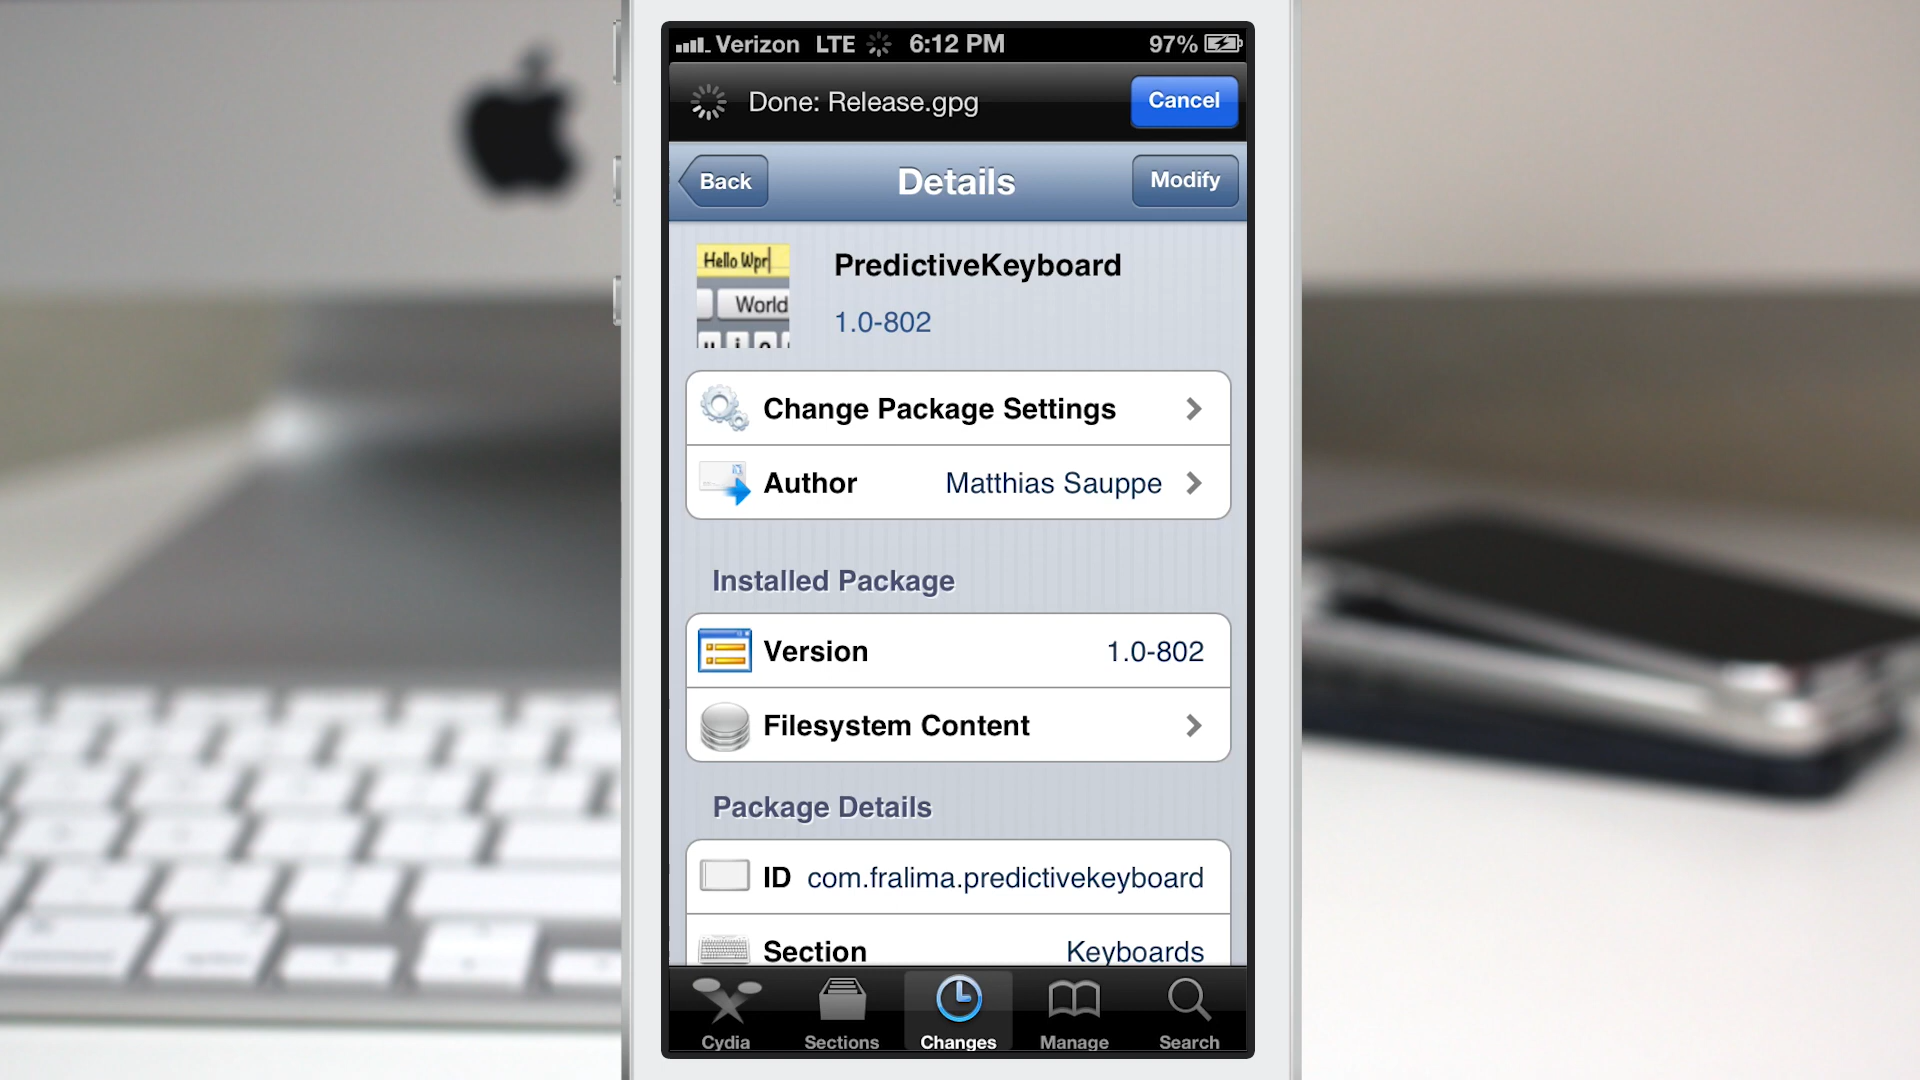 Verizon LTE 6:12 PM 97%
Done: Release.gpg Cancel
Back Details Modify
Hello Wpr
World
PredictiveKeyboard
1.0-802
Change Package Settings
Author Matthias Sauppe
Installed Package
Version 1.0-802
Filesystem Content
Package Details
ID com.fralima.predictivekeyboard
Section Keyboards
Cydia Sections Changes Manage Search